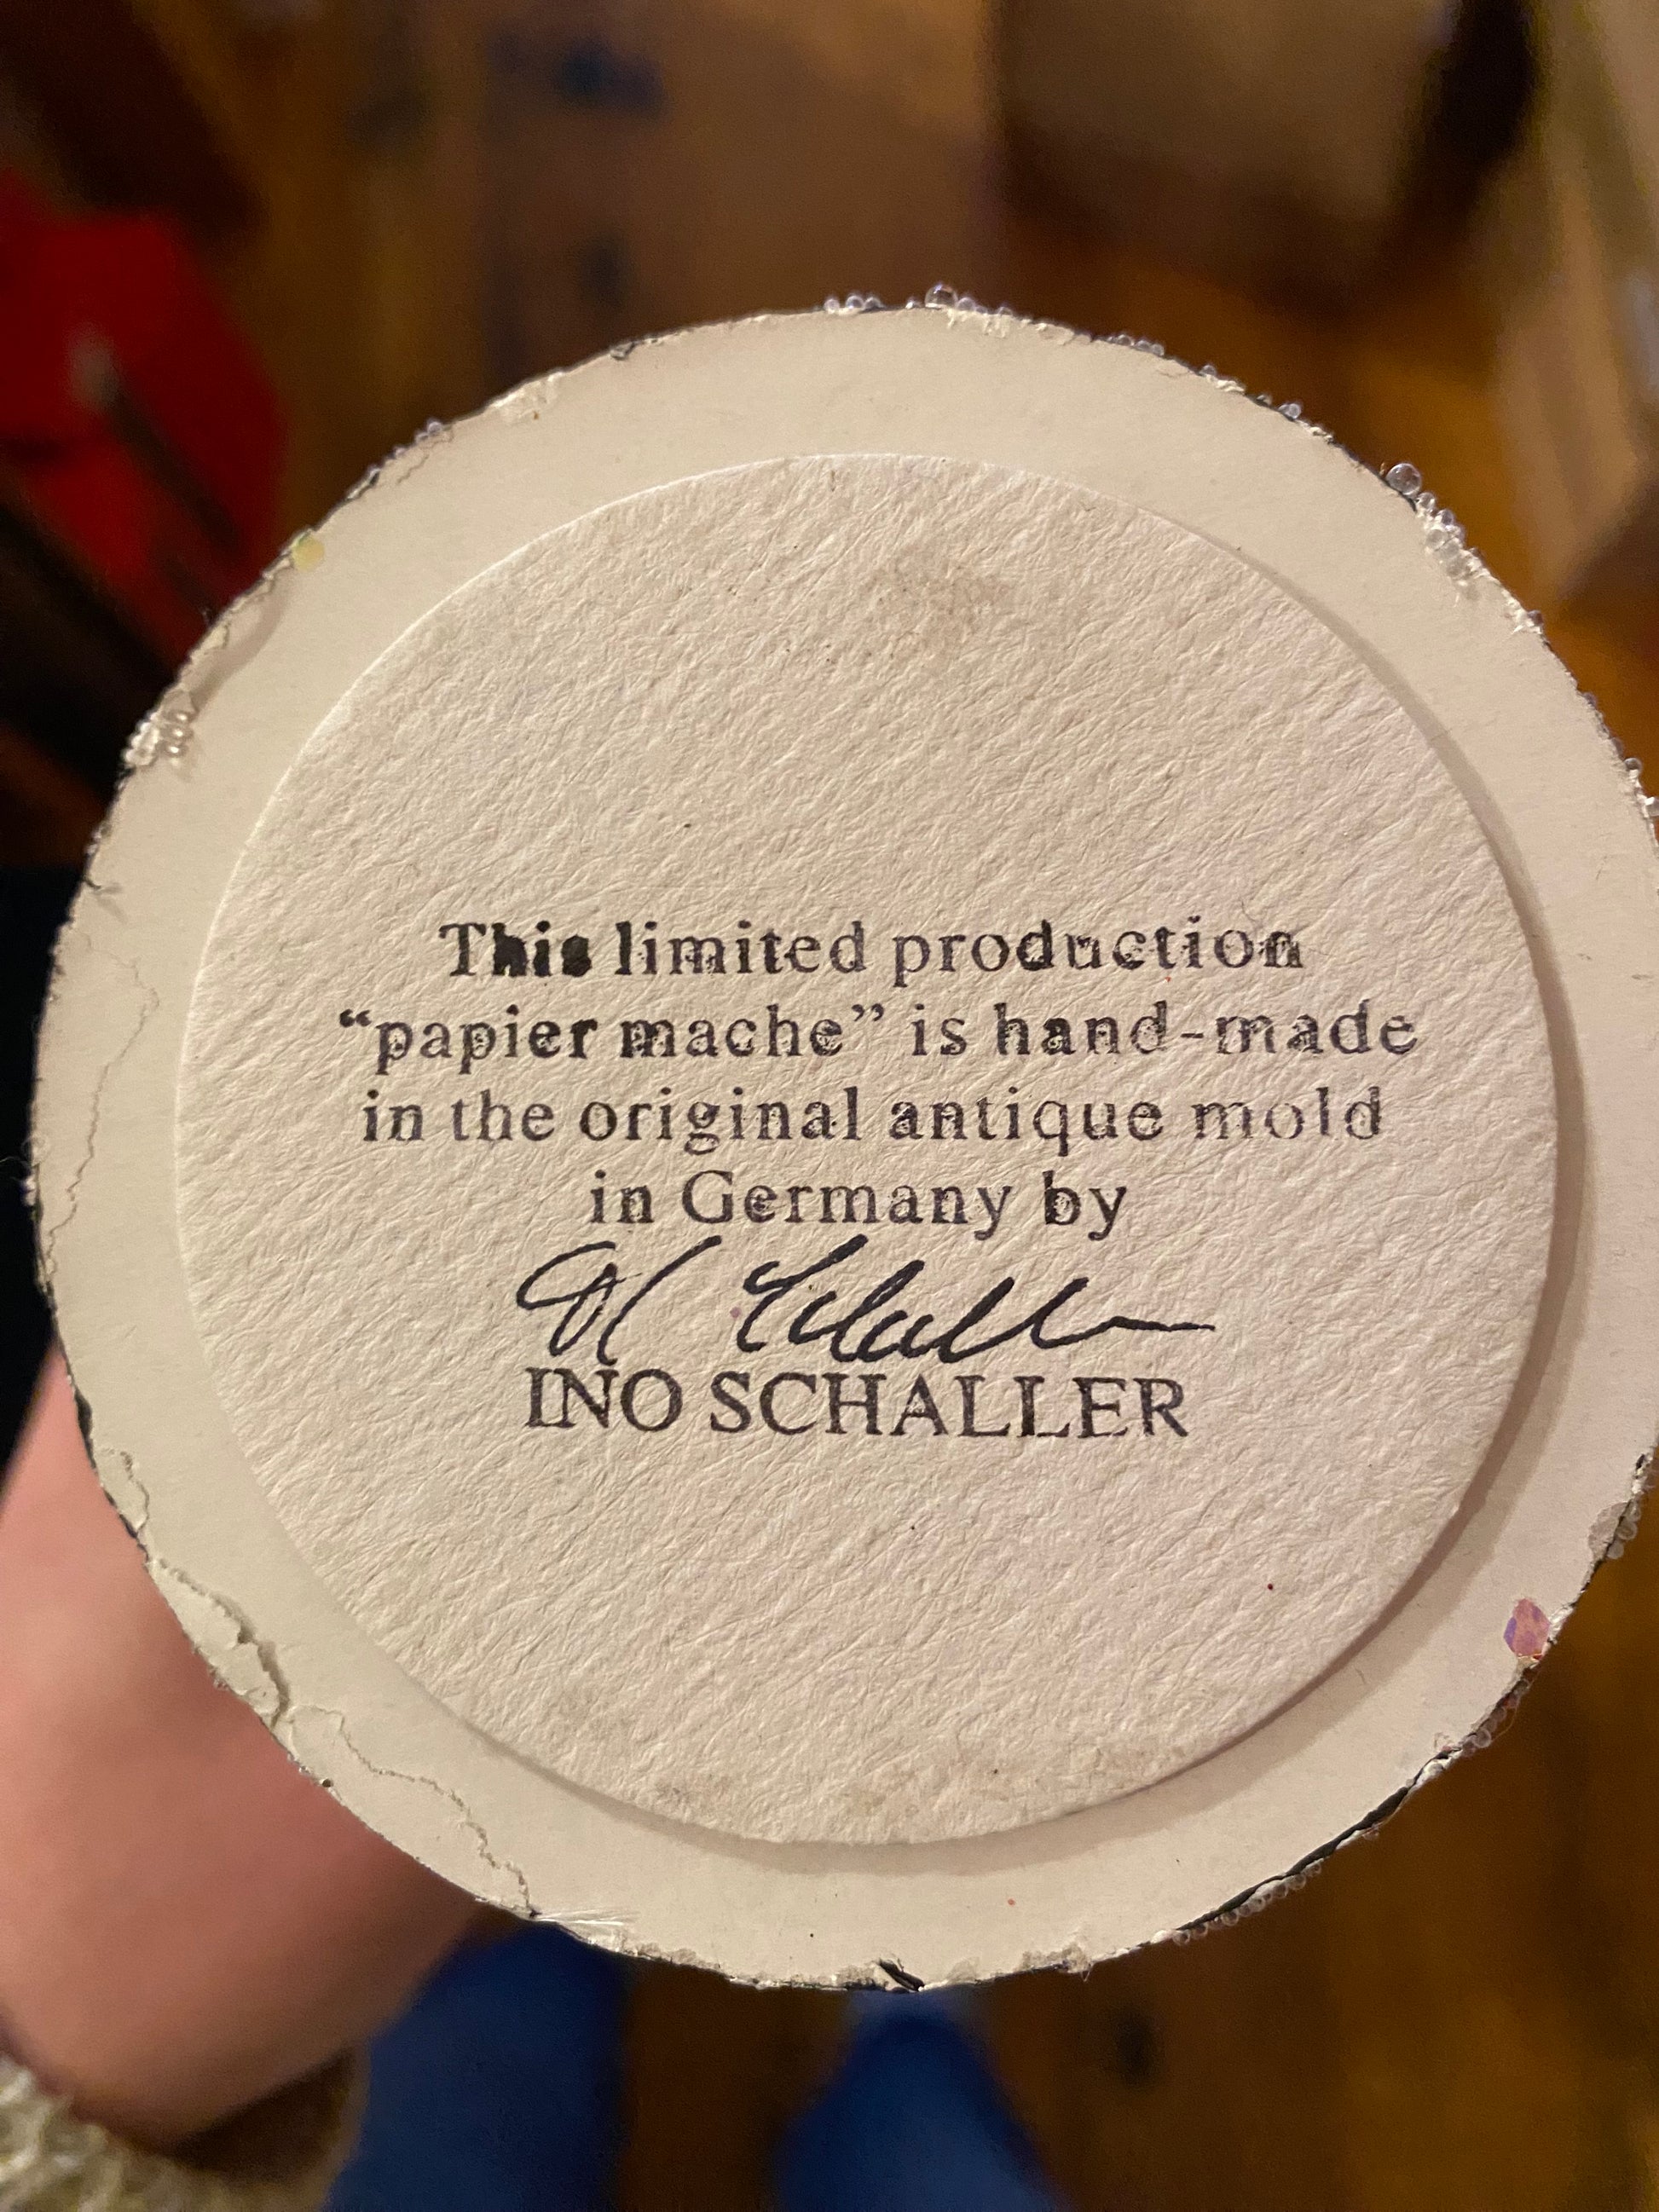 This limited production
“papier mache” is hand-made
in the original antique mold
in Germany by
INO SCHALLER